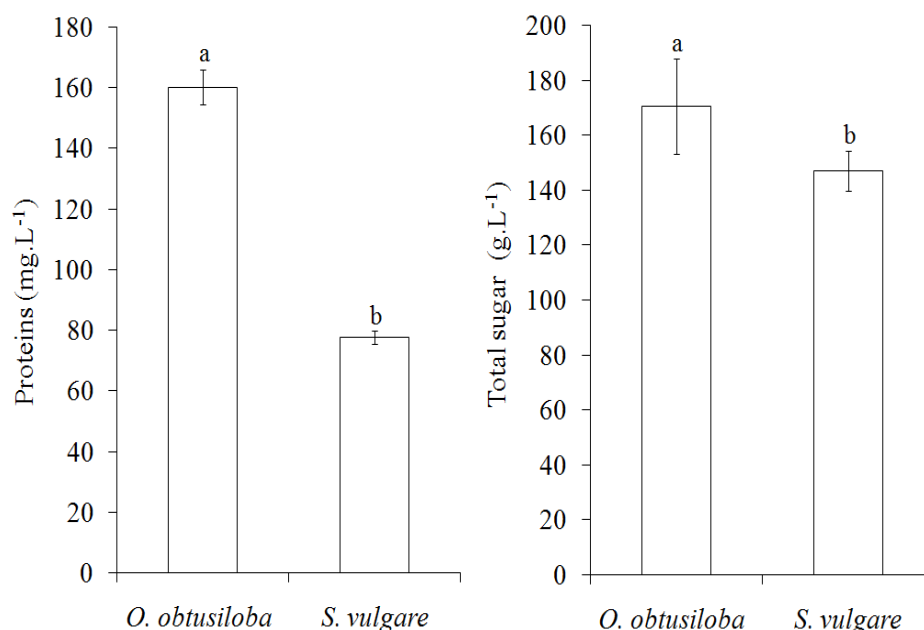 180
160
140
120
100
80
60
40
20
0
Proteins (mg.L⁻¹)
a
b
O. obtusiloba
S. vulgare
200
180
160
140
120
100
80
60
40
20
0
Total sugar (g.L⁻¹)
a
b
O. obtusiloba
S. vulgare